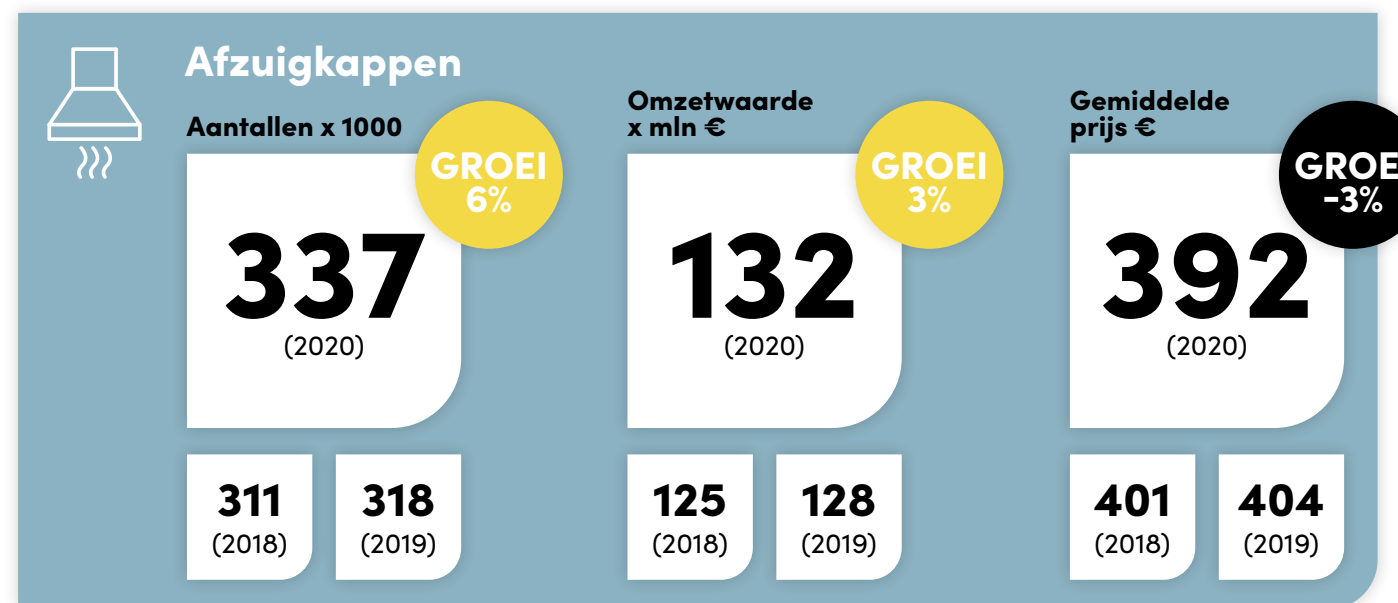 Afzuigkappen
Aantallen x 1000
GROEI
6%
337
(2020)
311
(2018)
318
(2019)
Omzetwaarde
x mln €
GROEI
3%
132
(2020)
125
(2018)
128
(2019)
Gemiddelde
prijs €
GROE
-3%
392
(2020)
401
(2018)
404
(2019)